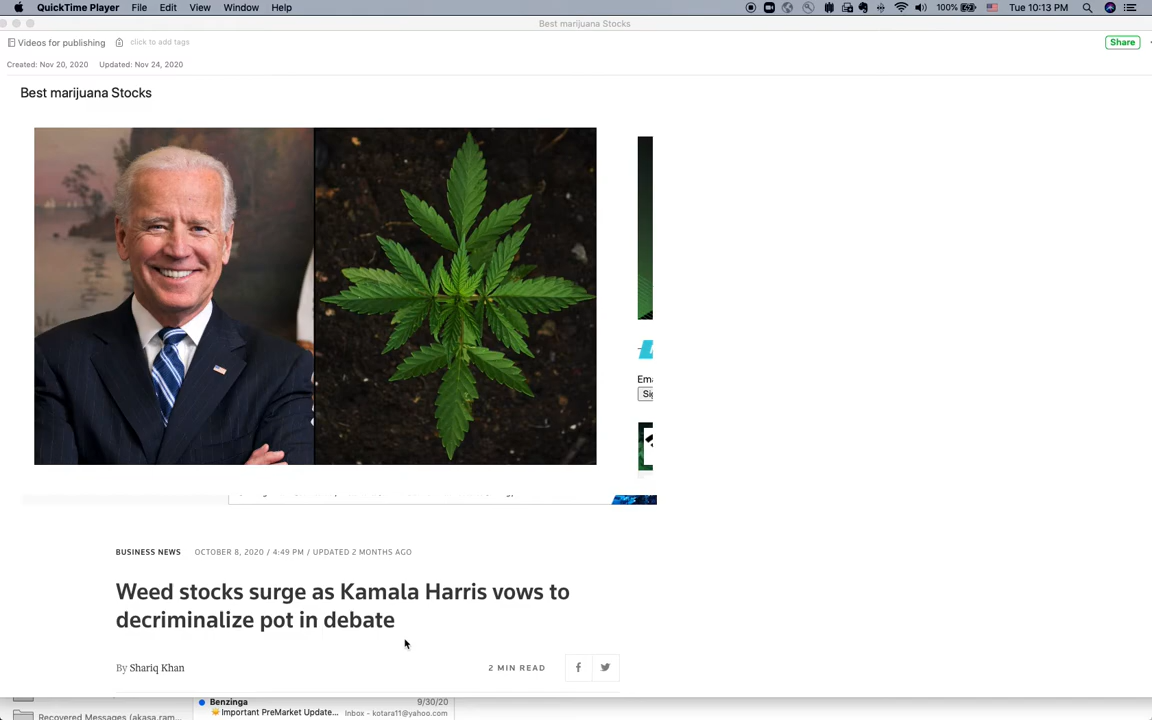 QuickTime Player File Edit View Window Help 100% Tue 10:13 PM
Best marijuana Stocks
Videos for publishing click to add tags Share
Created: Nov 20, 2020 Updated: Nov 24, 2020
Best marijuana Stocks
BUSINESS NEWS OCTOBER 8, 2020 / 4:49 PM / UPDATED 2 MONTHS AGO
Weed stocks surge as Kamala Harris vows to
decriminalize pot in debate
By Shariq Khan 2 MIN READ
Benzinga 9/30/20
Important PreMarket Update... Inbox - kotara11@yahoo.com
Recovered Messages (akasa.ram...